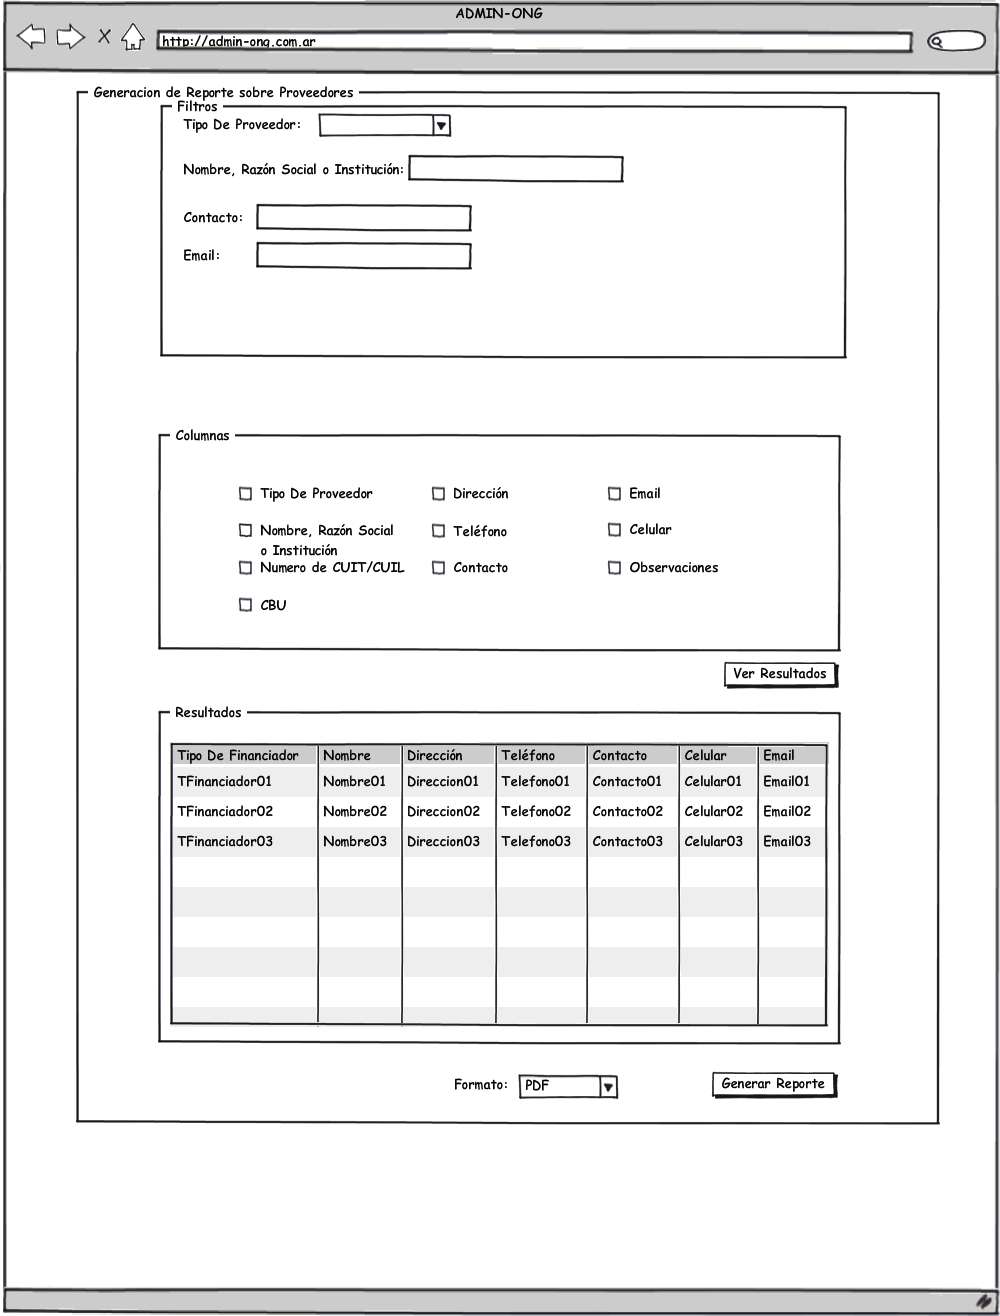 ADMIN-ONG
http://admin-ong.com.ar
Generacion de Reporte sobre Proveedores
Filtros
Tipo De Proveedor:
Nombre, Razón Social o Institución:
Contacto:
Email:
Columnas
Tipo De Proveedor Dirección Email
Nombre, Razón Social Teléfono Celular
o Institución
Numero de CUIT/CUIL Contacto Observaciones
CBU
Ver Resultados
Resultados
Tipo De Financiador Nombre Dirección Teléfono Contacto Celular Email
TFinanciador01 Nombre01 Direccion01 Telefono01 Contacto01 Celular01 Email01
TFinanciador02 Nombre02 Direccion02 Telefono02 Contacto02 Celular02 Email02
TFinanciador03 Nombre03 Direccion03 Telefono03 Contacto03 Celular03 Email03
Formato: PDF Generar Reporte